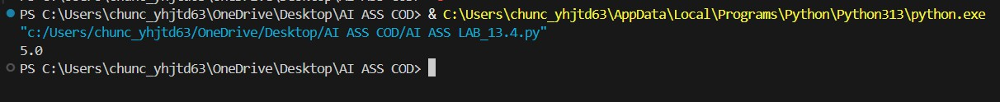 PS C:\Users\chunc_yhjtd63\OneDrive\Desktop\AI ASS COD> & C:\Users\chunc_yhjtd63\AppData\Local\Programs\Python\Python313\python.exe
"c:/Users/chunc_yhjtd63/OneDrive/Desktop/AI ASS COD/AI ASS LAB_13.4.py"
5.0
PS C:\Users\chunc_yhjtd63\OneDrive\Desktop\AI ASS COD>